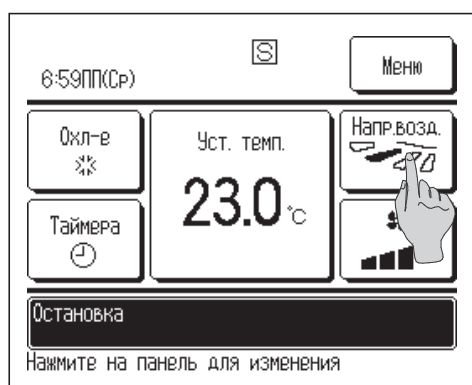 S
6:59ПП(Ср)
Меню
Охл-е
Уст. темп.
Напр.возд.
23.0°C
Таймера
Остановка
Нажмите на панель для изменения